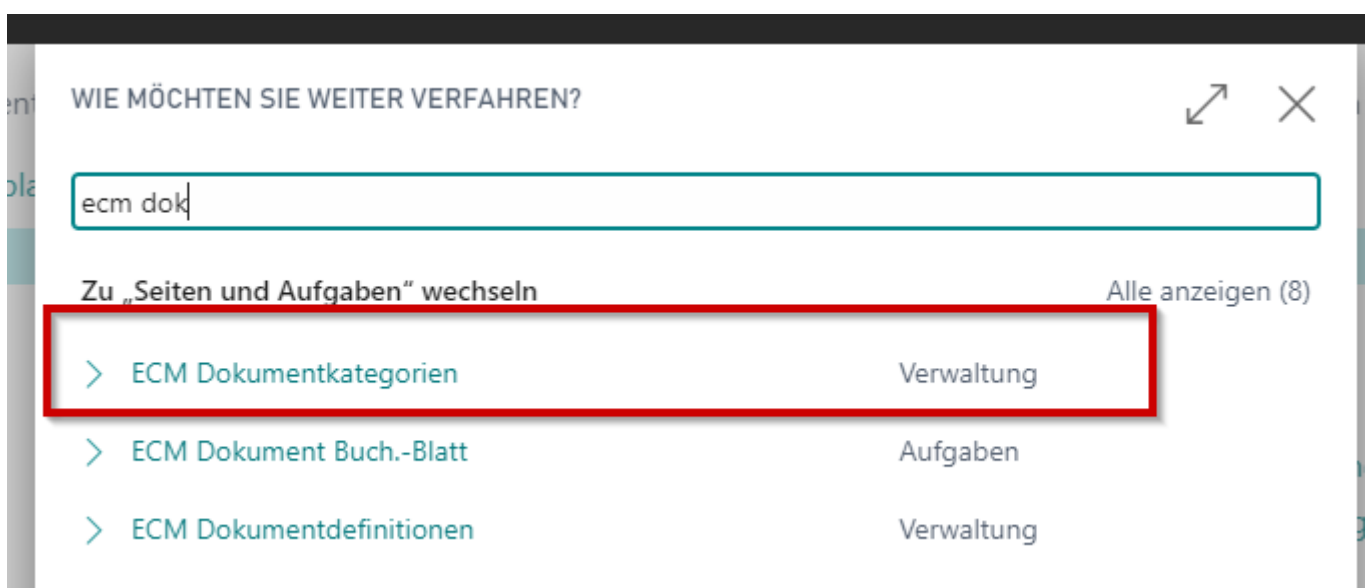 WIE MÖCHTEN SIE WEITER VERFAHREN?
ecm dok
Zu „Seiten und Aufgaben“ wechseln Alle anzeigen (8)
ECM Dokumentkategorien Verwaltung
ECM Dokument Buch.-Blatt Aufgaben
ECM Dokumentdefinitionen Verwaltung